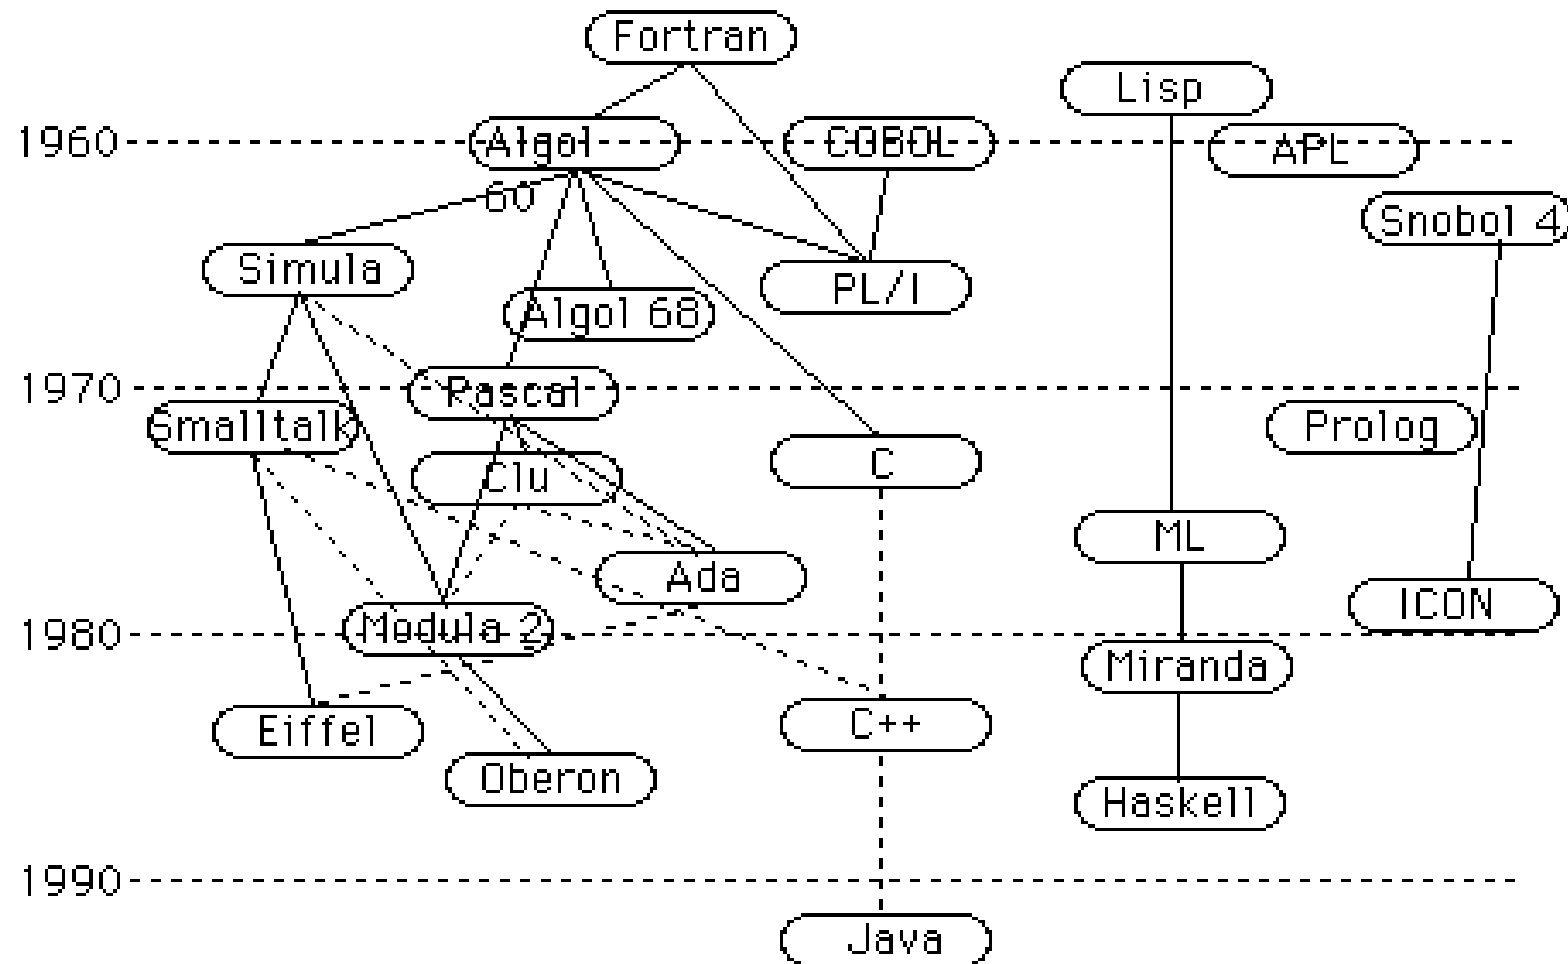 Fortran
Lisp
1960
Algol
60
COBOL
APL
Snobol 4
Simula
PL/I
Algol 68
1970
Pascal
Smalltalk
Prolog
C
Clu
ML
Ada
ICON
1980
Modula 2
Miranda
Eiffel
C++
Oberon
Haskell
1990
Java